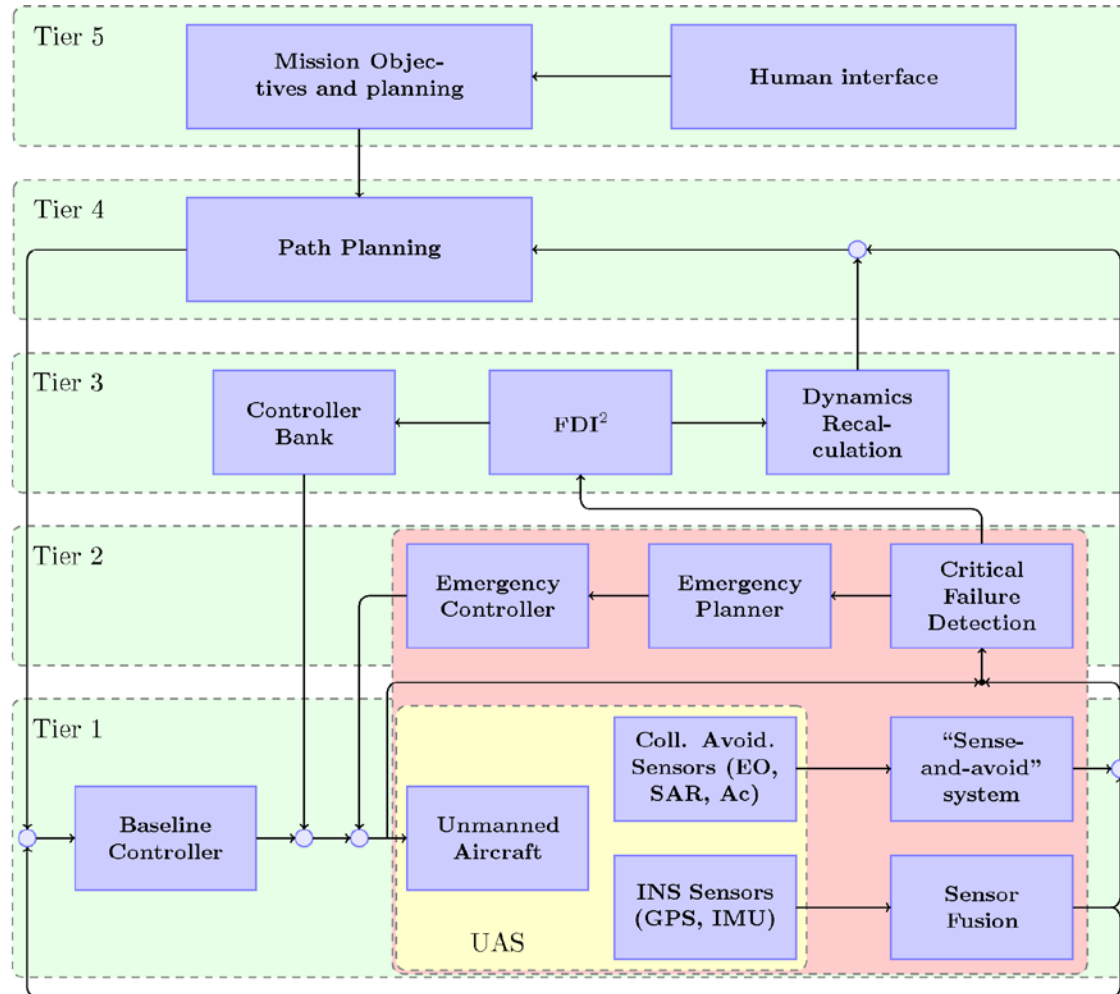 Tier 5
Mission Objec-
tives and planning
Human interface
Tier 4
Path Planning
Tier 3
Controller
Bank
FDI²
Dynamics
Recal-
culation
Tier 2
Emergency
Controller
Emergency
Planner
Critical
Failure
Detection
Tier 1
Coll. Avoid.
Sensors (EO,
SAR, Ac)
“Sense-
and-avoid”
system
Baseline
Controller
Unmanned
Aircraft
INS Sensors
(GPS, IMU)
Sensor
Fusion
UAS